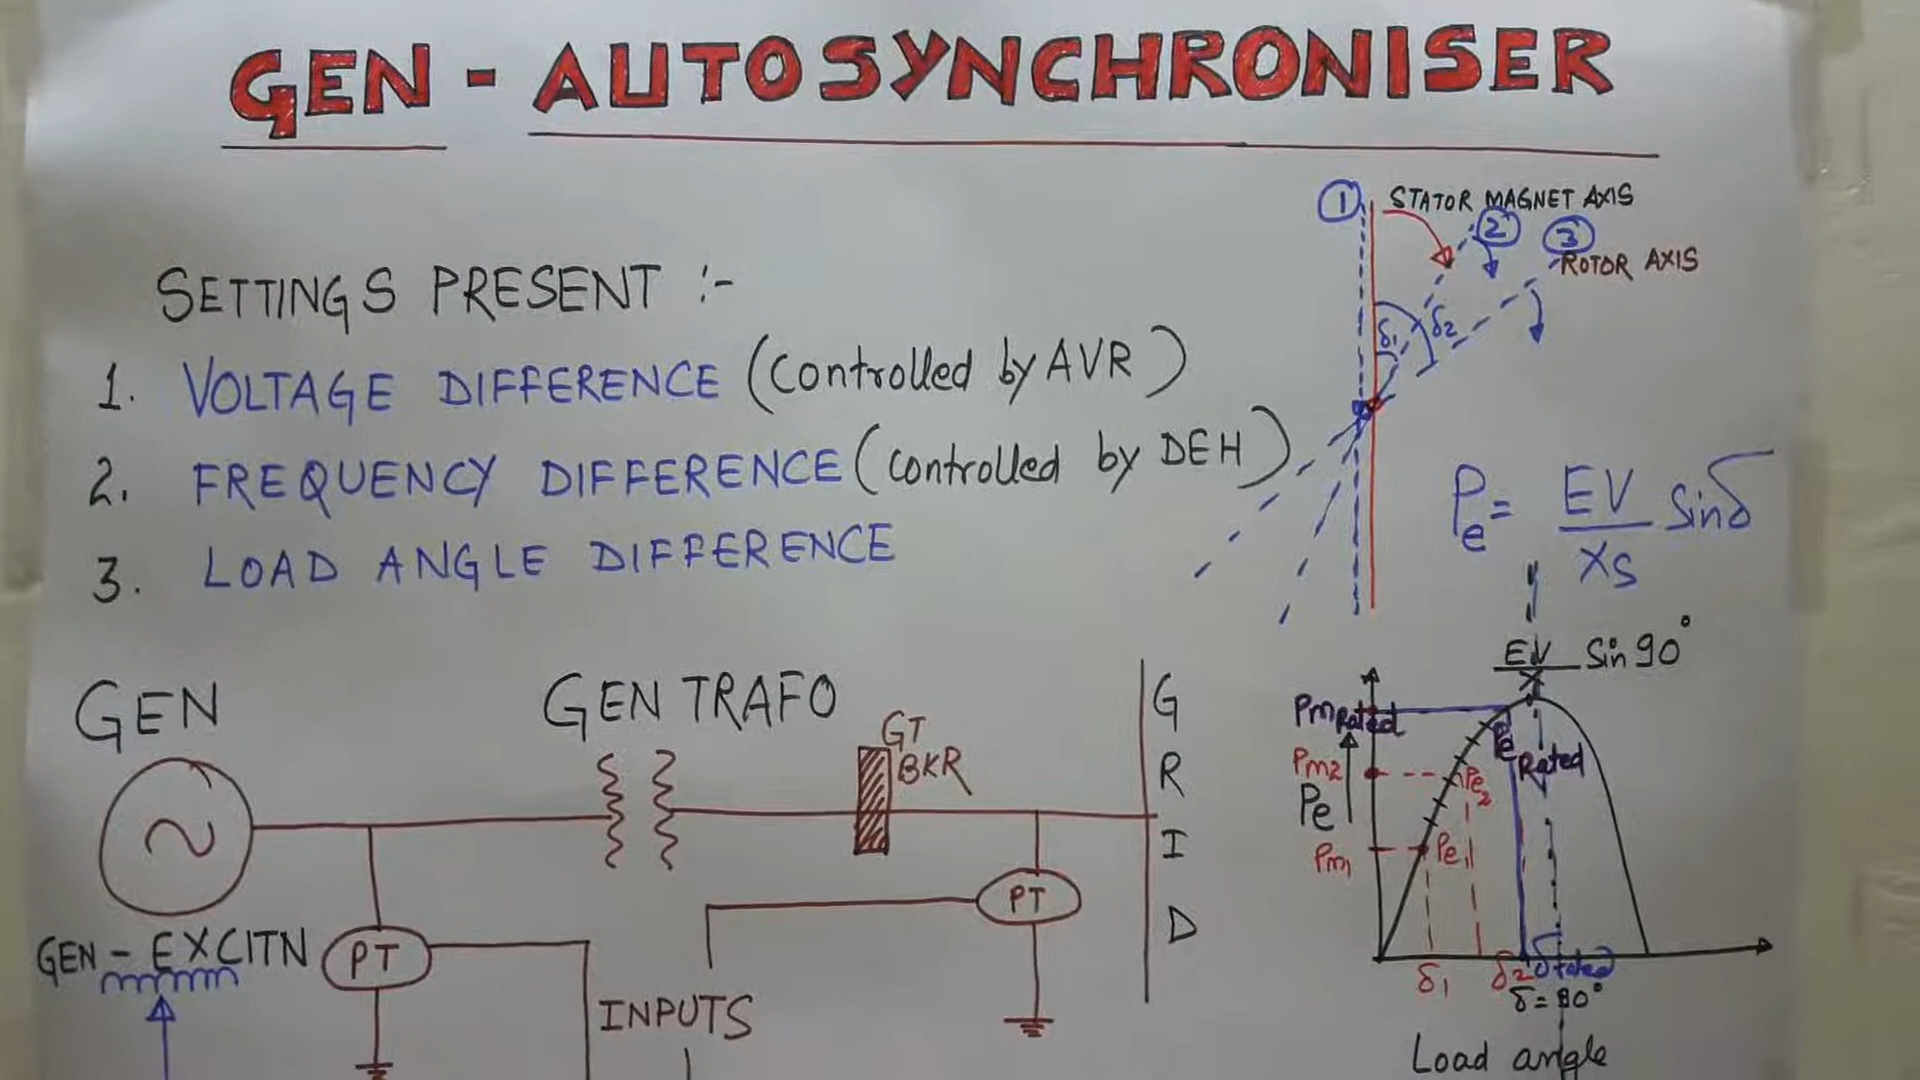 GEN - AUTOSYNCHRONISER
SETTINGS PRESENT :-
1. VOLTAGE DIFFERENCE (Controlled by AVR)
2. FREQUENCY DIFFERENCE (Controlled by DEH)
3. LOAD ANGLE DIFFERENCE
1 STATOR MAGNET AXIS
2 3
ROTOR AXIS
δ1 δ2
Pe = EV/Xs Sinδ
EV/X Sin 90°
GEN
GEN TRAFO
GT
BKR
GRID
PT
PT
GEN - EXCITN
INPUTS
Pm Rated
Pe Rated
Pm2
Pe2
Pe
Pm1
Pe1
δ1 δ2 δrated
δ = 90°
Load angle